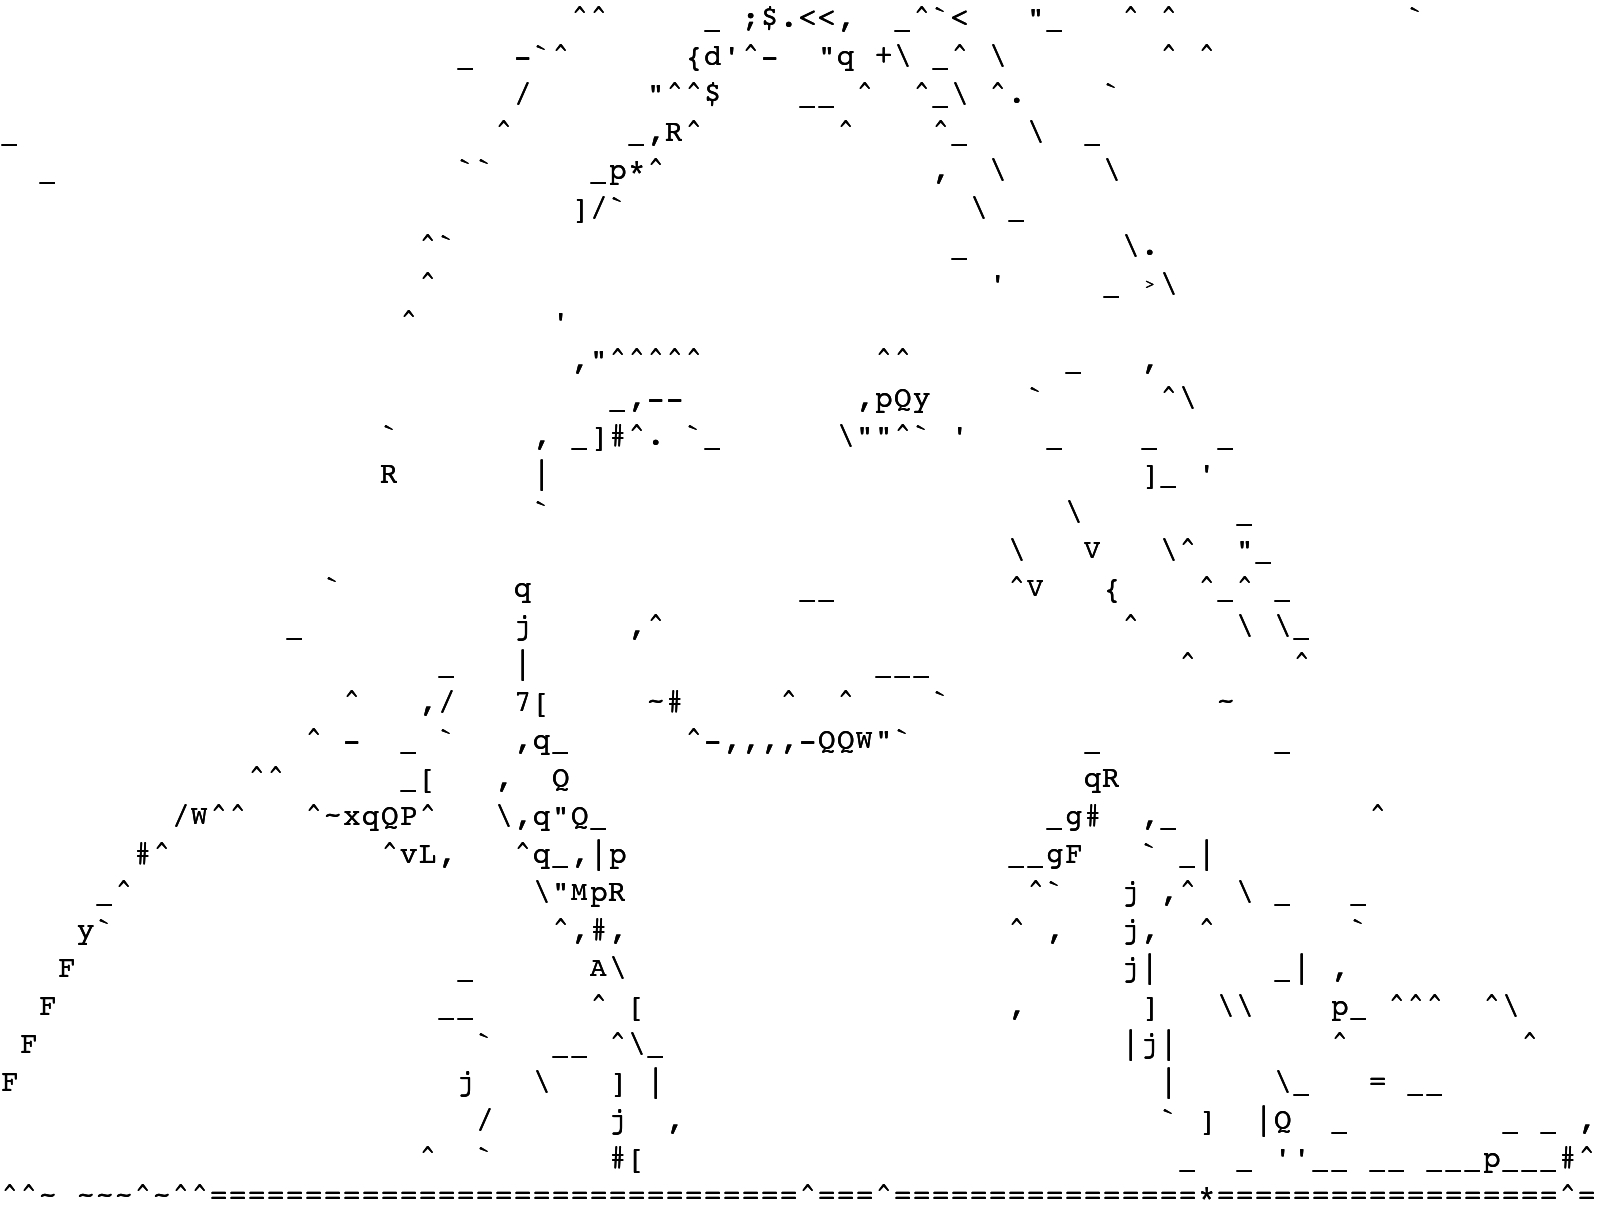 ^^     _ ;$.<<,  _^`<   "_   ^ ^            `
                        _  -`^      {d'^-  "q +\ _^ \        ^ ^
                           /      "^^$    __ ^  ^_\ ^.    `
_                         ^      _,R^       ^    ^_   \  _
  _                     ``     _p*^              ,  \     \
                              ]/`                  \ _
                      ^`                          _        \.
                      ^                             '     _ >\
                     ^       '
                              ,"^^^^^         ^^        _   ,
                                _,--         ,pQy     `      ^\
                    `       , _]#^. `_      \""^` '    _    _   _
                    R       |                               ]_ '
                            `                           \        _
                                                     \   v   \^  "_
                 `         q              __         ^v   {    ^_^ _
               _           j     ,^                        ^     \ \_
                       _   |                  ___             ^     ^
                  ^   ,/   7[     ~#     ^  ^    `              ~
                ^ -  _ `   ,q_      ^-,,,,-QQW"`         _         _
             ^^      _[   ,  Q                           qR
         /W^^   ^~xqQP^   \,q"Q_                       _g#  ,_          ^
       #^           ^vL,   ^q_,|p                    __gF   ` _|
     _^                     \"MpR                     ^`   j ,^  \ _   _
    y`                       ^,#,                    ^ ,   j,  ^       `
   F                    _      A\                          j|      _| ,
  F                    __      ^ [                   ,      ]   \\    p_ ^^^  ^\
 F                       `   __ ^\_                        |j|        ^         ^
F                       j   \   ] |                          |     \_   = __
                         /      j  ,                         ` ]  |Q  _        _ _ ,
                      ^  `      #[                            _  _ ''__ __ ___p___#^
^^~ ~~~^~^^===============================^===^================*==================^=